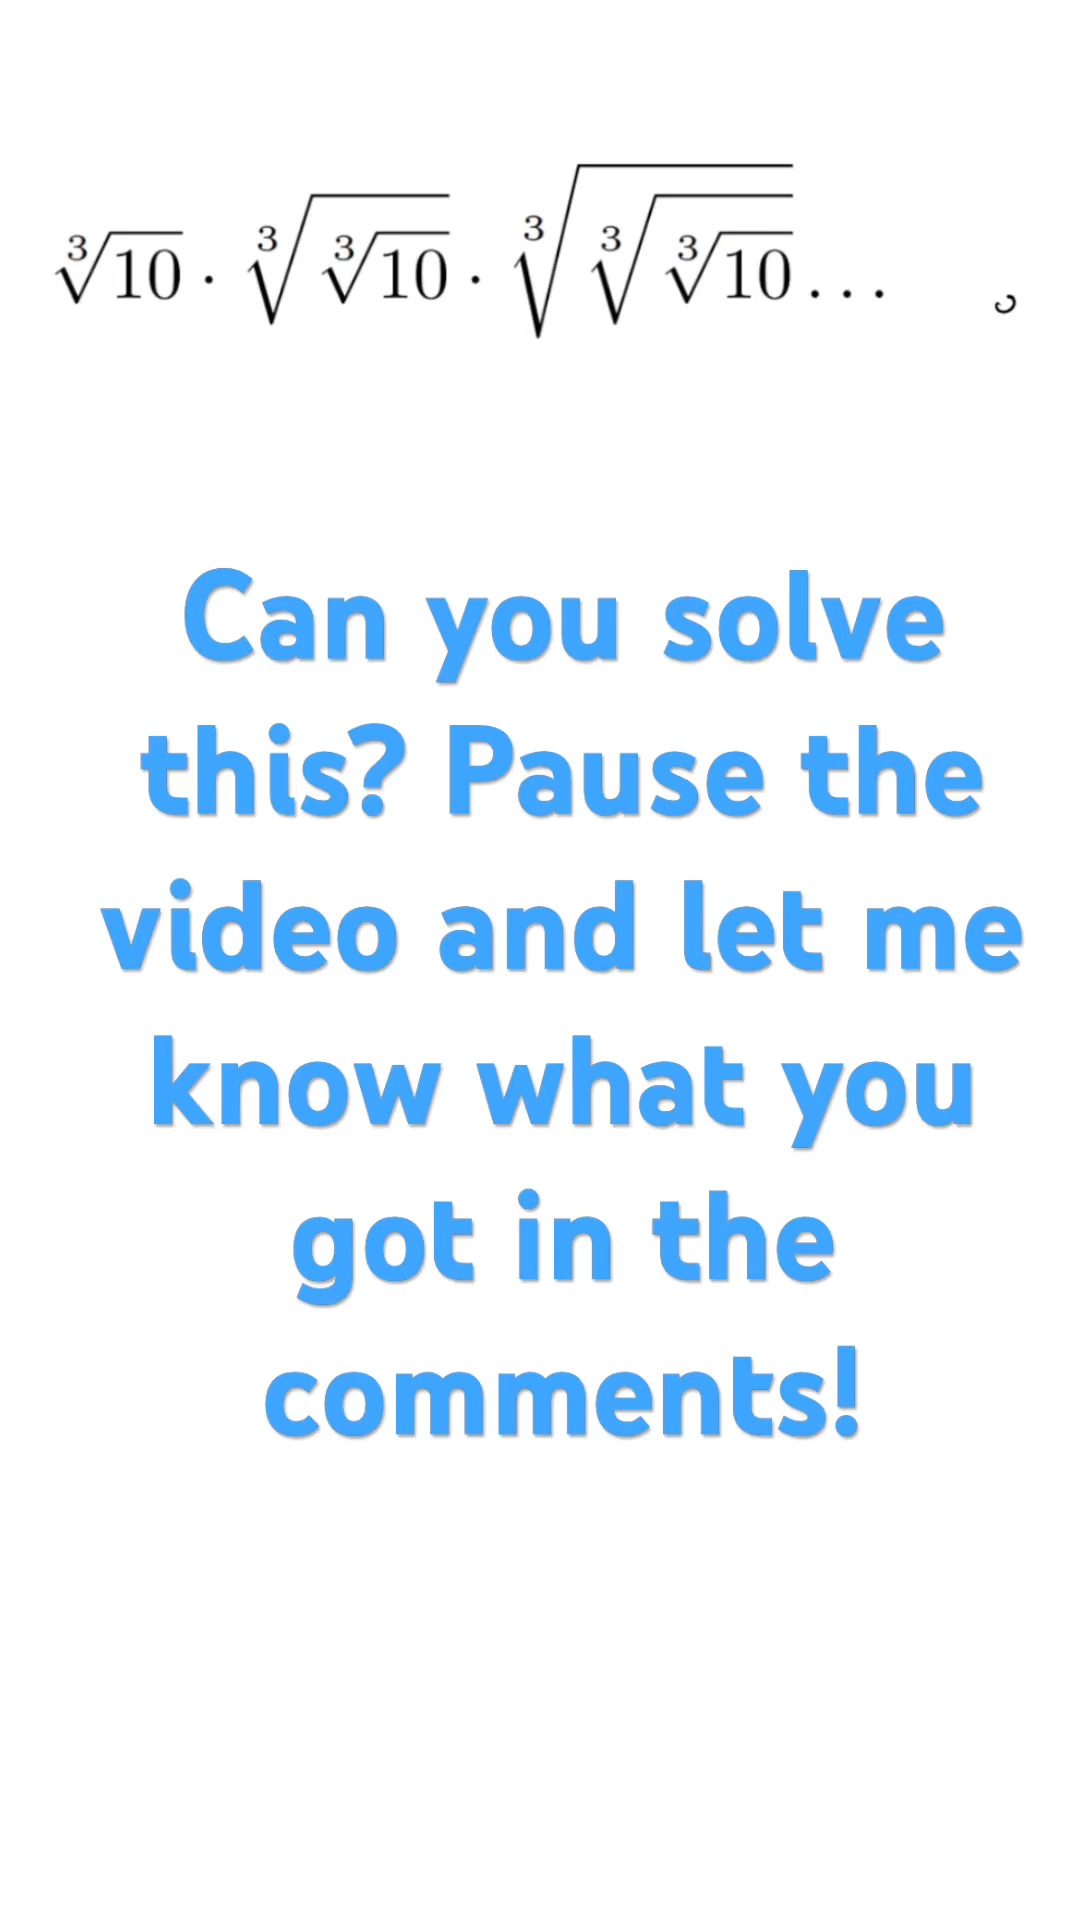 ∛10 · ∛∛10 · ∛∛∛10 ...
Can you solve
this? Pause the
video and let me
know what you
got in the
comments!